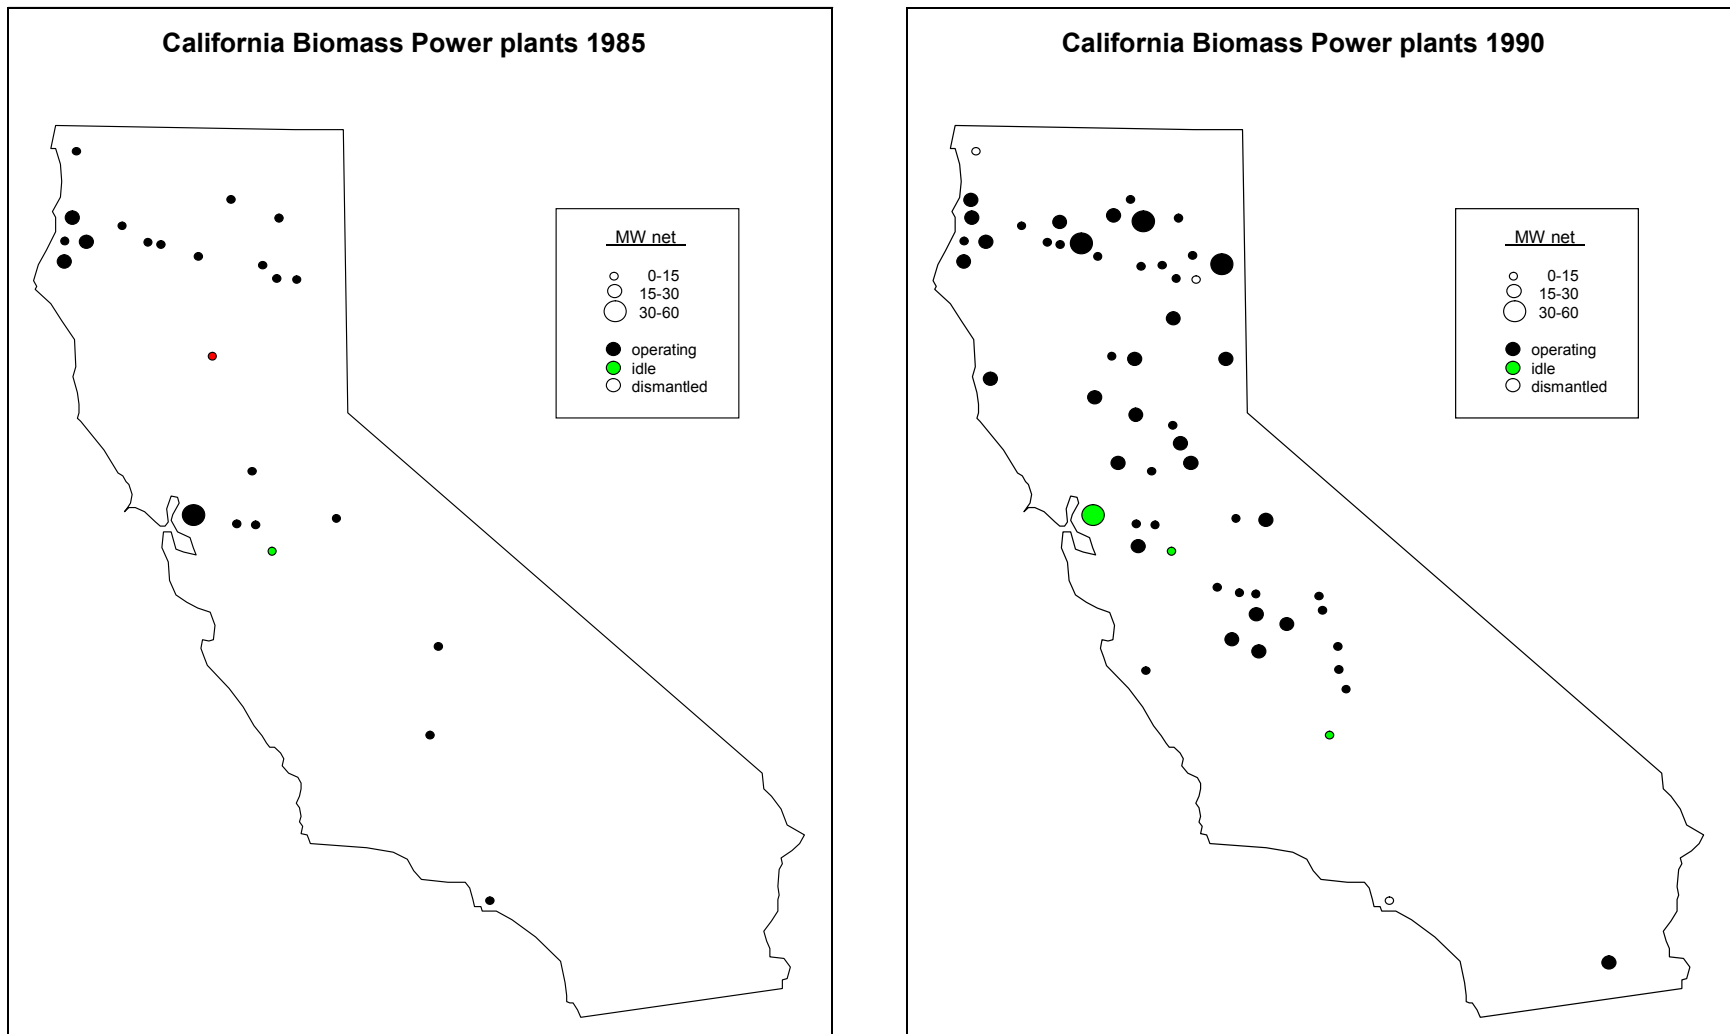 California Biomass Power plants 1985
MW net
0-15
15-30
30-60
operating
idle
dismantled
California Biomass Power plants 1990
MW net
0-15
15-30
30-60
operating
idle
dismantled